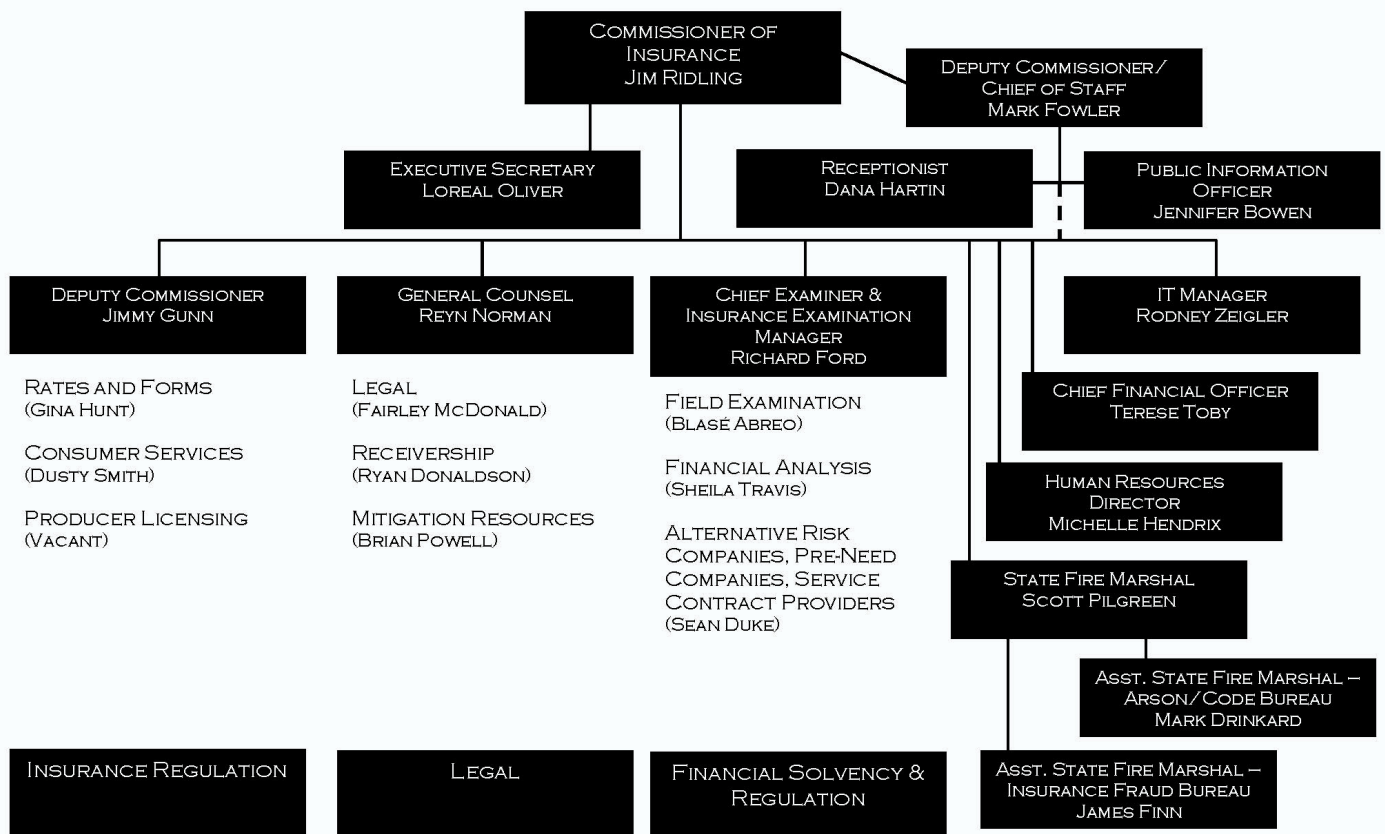 Commissioner of
Insurance
Jim Ridling
Deputy Commissioner/
Chief of Staff
Mark Fowler
Executive Secretary
Loreal Oliver
Receptionist
Dana Hartin
Public Information
Officer
Jennifer Bowen
Deputy Commissioner
Jimmy Gunn
General Counsel
Reyn Norman
Chief Examiner &
Insurance Examination
Manager
Richard Ford
IT Manager
Rodney Zeigler
Rates and Forms
(Gina Hunt)
Consumer Services
(Dusty Smith)
Producer Licensing
(Vacant)
Legal
(Fairley McDonald)
Receivership
(Ryan Donaldson)
Mitigation Resources
(Brian Powell)
Field Examination
(Blasé Abreo)
Financial Analysis
(Sheila Travis)
Alternative Risk
Companies, Pre-Need
Companies, Service
Contract Providers
(Sean Duke)
Chief Financial Officer
Terese Toby
Human Resources
Director
Michelle Hendrix
State Fire Marshal
Scott Pilgreen
Asst. State Fire Marshal –
Arson/Code Bureau
Mark Drinkard
Insurance Regulation
Legal
Financial Solvency &
Regulation
Asst. State Fire Marshal –
Insurance Fraud Bureau
James Finn